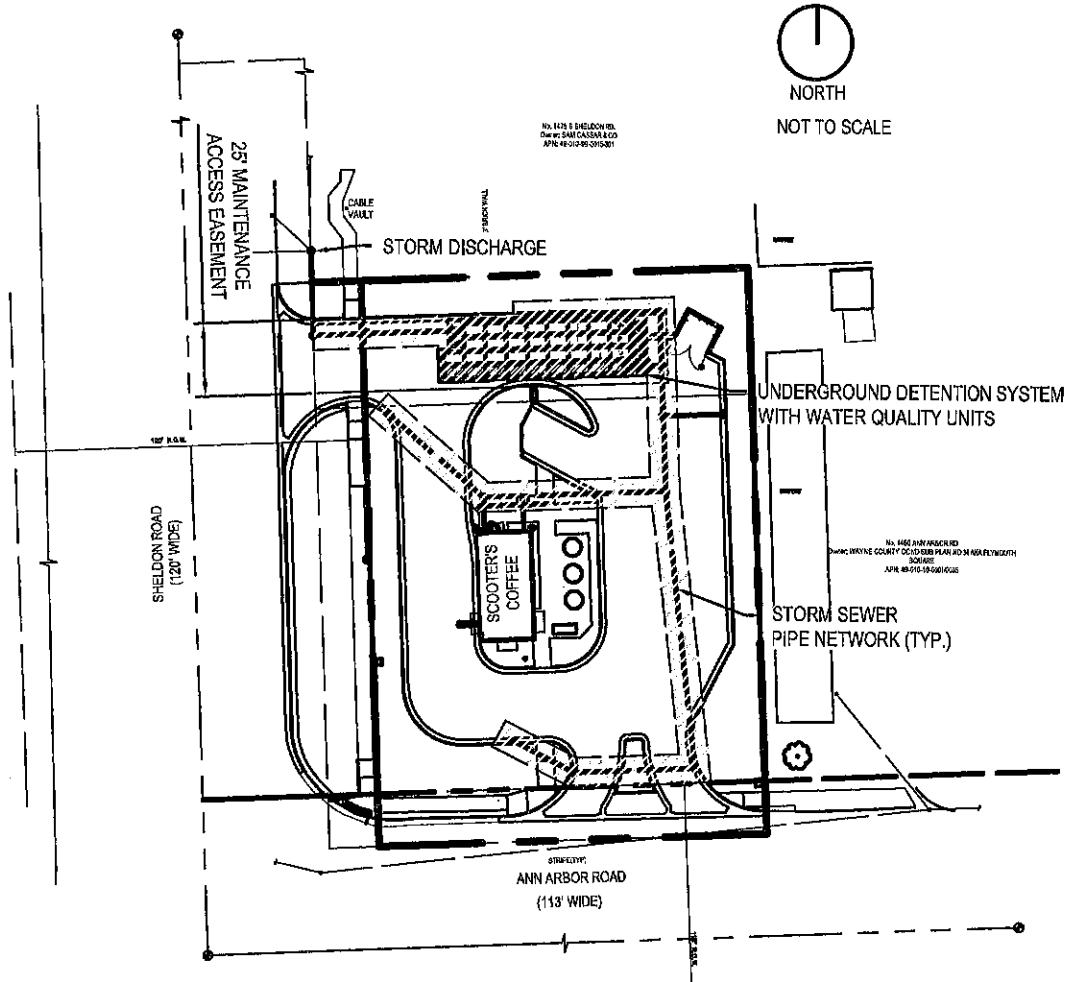 NORTH
NOT TO SCALE
25' MAINTENANCE
ACCESS EASEMENT
CABLE
VAULT
STORM DISCHARGE
UNDERGROUND DETENTION SYSTEM
WITH WATER QUALITY UNITS
SHELDON ROAD
(120' WIDE)
SCOOTER'S
COFFEE
STORM SEWER
PIPE NETWORK (TYP.)
ANN ARBOR ROAD
(113' WIDE)